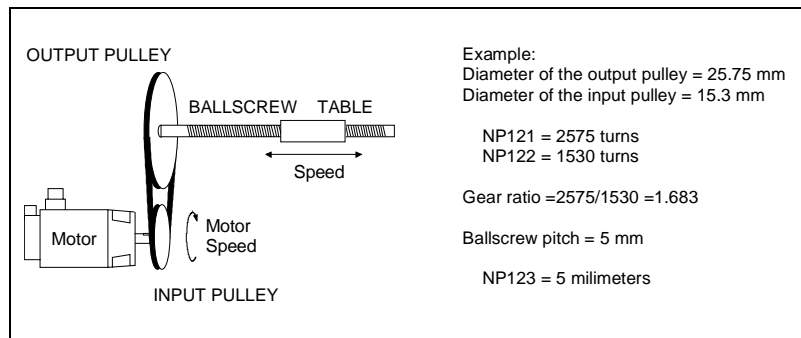 OUTPUT PULLEY
BALLSCREW TABLE
Speed
Motor
Motor
Speed
INPUT PULLEY
Example:
Diameter of the output pulley = 25.75 mm
Diameter of the input pulley = 15.3 mm
NP121 = 2575 turns
NP122 = 1530 turns
Gear ratio =2575/1530 =1.683
Ballscrew pitch = 5 mm
NP123 = 5 milimeters